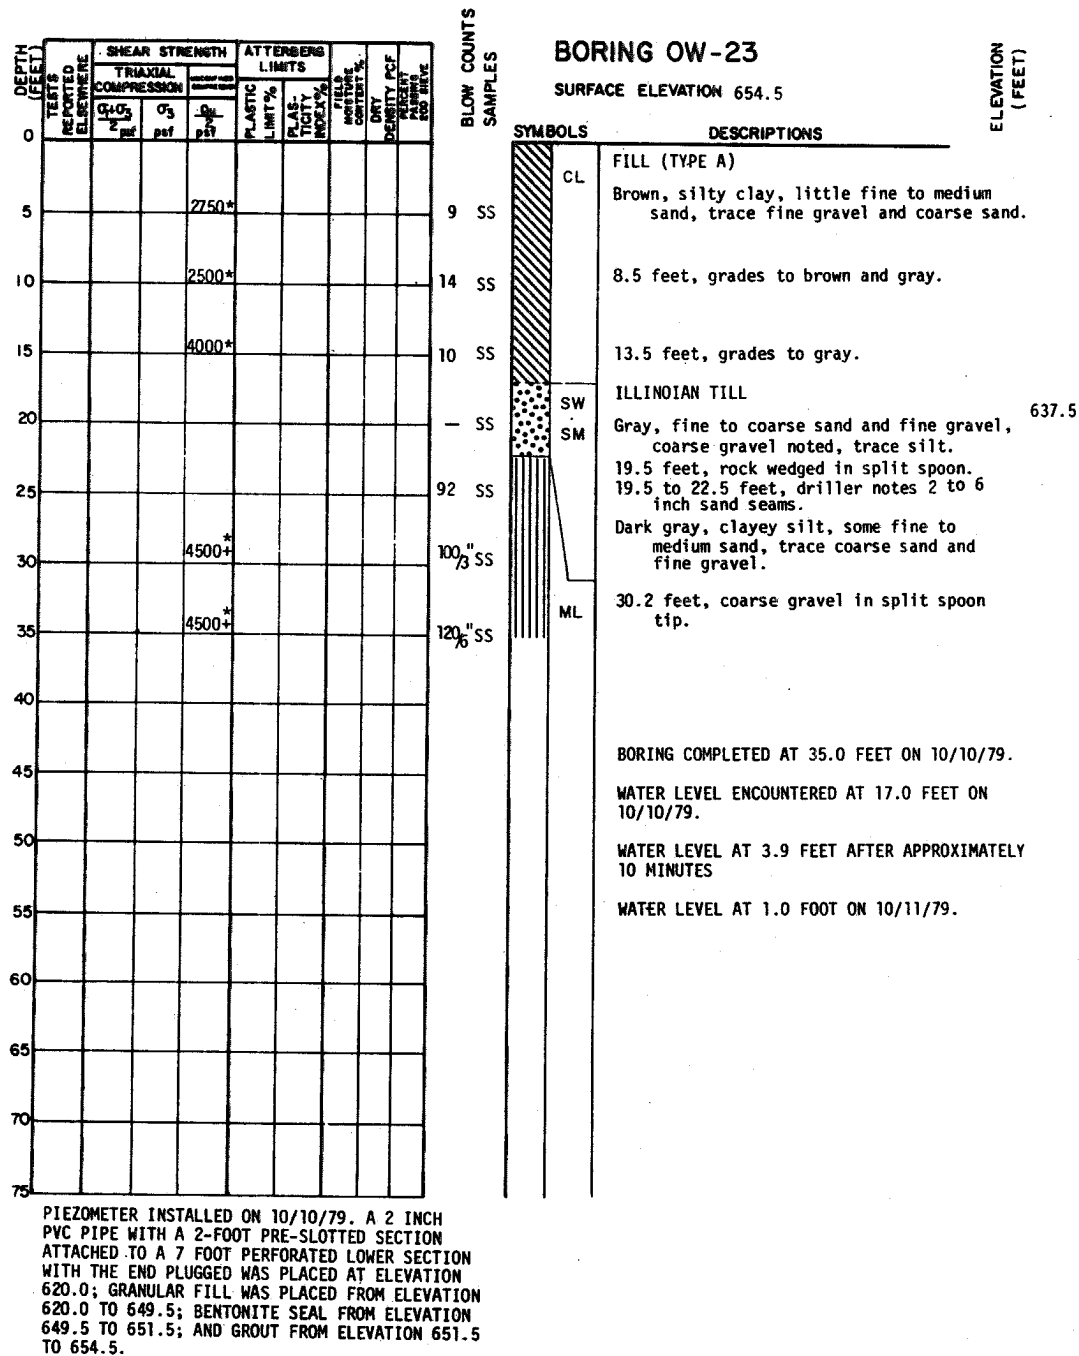 BORING OW-23
SURFACE ELEVATION 654.5
DEPTH (FEET)
TESTS REPORTED ELSEWHERE
SHEAR STRENGTH
TRIAXIAL COMPRESSION
σ1+σ3 / 2 psf
σ3 psf
Qu / 2 psf
ATTERBERG LIMITS
PLASTIC LIMIT %
PLAS- TICITY INDEX %
FIELD MOISTURE CONTENT %
DRY DENSITY PCF
PERCENT PASSING 200 SIEVE
BLOW COUNTS
SAMPLES
SYMBOLS
DESCRIPTIONS
ELEVATION (FEET)
0
CL
FILL (TYPE A)
Brown, silty clay, little fine to medium
sand, trace fine gravel and coarse sand.
5
2750*
9 SS
10
2500*
14 SS
8.5 feet, grades to brown and gray.
15
4000*
10 SS
13.5 feet, grades to gray.
ILLINOIAN TILL
637.5
20
— SS
SW
SM
Gray, fine to coarse sand and fine gravel,
coarse gravel noted, trace silt.
19.5 feet, rock wedged in split spoon.
19.5 to 22.5 feet, driller notes 2 to 6
inch sand seams.
25
92 SS
Dark gray, clayey silt, some fine to
medium sand, trace coarse sand and
fine gravel.
30
4500+*
100/3" SS
ML
30.2 feet, coarse gravel in split spoon
tip.
35
4500+*
120/6" SS
40
45
50
55
60
65
70
75
BORING COMPLETED AT 35.0 FEET ON 10/10/79.
WATER LEVEL ENCOUNTERED AT 17.0 FEET ON
10/10/79.
WATER LEVEL AT 3.9 FEET AFTER APPROXIMATELY
10 MINUTES
WATER LEVEL AT 1.0 FOOT ON 10/11/79.
PIEZOMETER INSTALLED ON 10/10/79. A 2 INCH
PVC PIPE WITH A 2-FOOT PRE-SLOTTED SECTION
ATTACHED TO A 7 FOOT PERFORATED LOWER SECTION
WITH THE END PLUGGED WAS PLACED AT ELEVATION
620.0; GRANULAR FILL WAS PLACED FROM ELEVATION
620.0 TO 649.5; BENTONITE SEAL FROM ELEVATION
649.5 TO 651.5; AND GROUT FROM ELEVATION 651.5
TO 654.5.